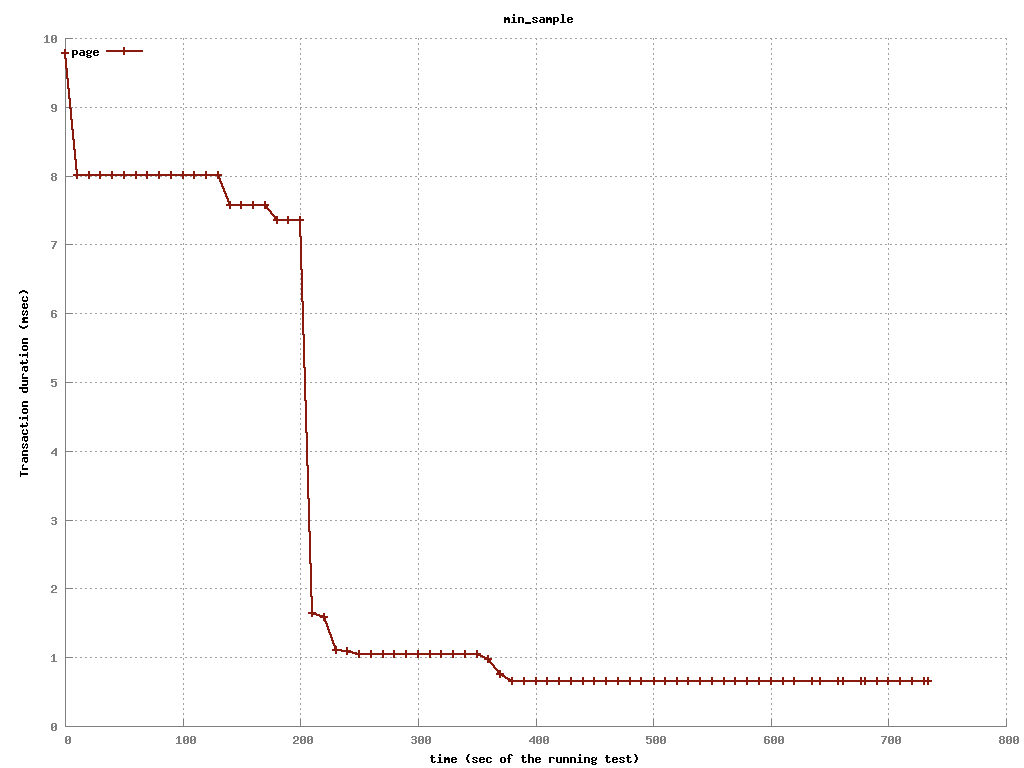 min_sample
page
10
9
8
7
6
5
4
3
2
1
0
Transaction duration (msec)
0 100 200 300 400 500 600 700 800
time (sec of the running test)